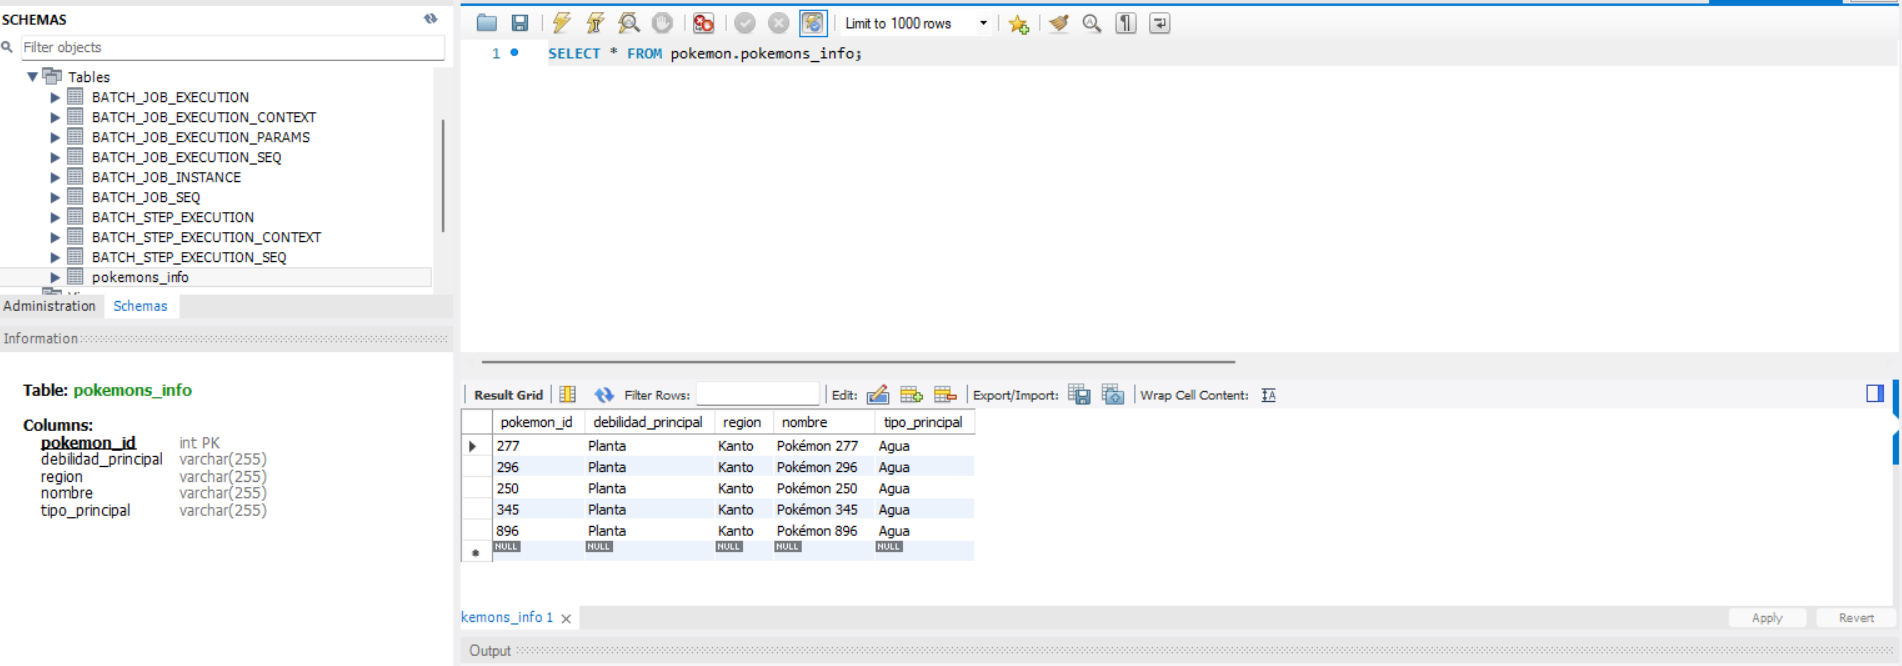 SCHEMAS
Filter objects
Tables
BATCH_JOB_EXECUTION
BATCH_JOB_EXECUTION_CONTEXT
BATCH_JOB_EXECUTION_PARAMS
BATCH_JOB_EXECUTION_SEQ
BATCH_JOB_INSTANCE
BATCH_JOB_SEQ
BATCH_STEP_EXECUTION
BATCH_STEP_EXECUTION_CONTEXT
BATCH_STEP_EXECUTION_SEQ
pokemons_info
Administration Schemas
Information
Table: pokemons_info
Columns:
pokemon_id int PK
debilidad_principal varchar(255)
region varchar(255)
nombre varchar(255)
tipo_principal varchar(255)
Limit to 1000 rows
1 SELECT * FROM pokemon.pokemons_info;
Result Grid Filter Rows: Edit: Export/Import: Wrap Cell Content:
pokemon_id debilidad_principal region nombre tipo_principal
277 Planta Kanto Pokémon 277 Agua
296 Planta Kanto Pokémon 296 Agua
250 Planta Kanto Pokémon 250 Agua
345 Planta Kanto Pokémon 345 Agua
896 Planta Kanto Pokémon 896 Agua
NULL NULL NULL NULL NULL
kemons_info 1
Apply Revert
Output